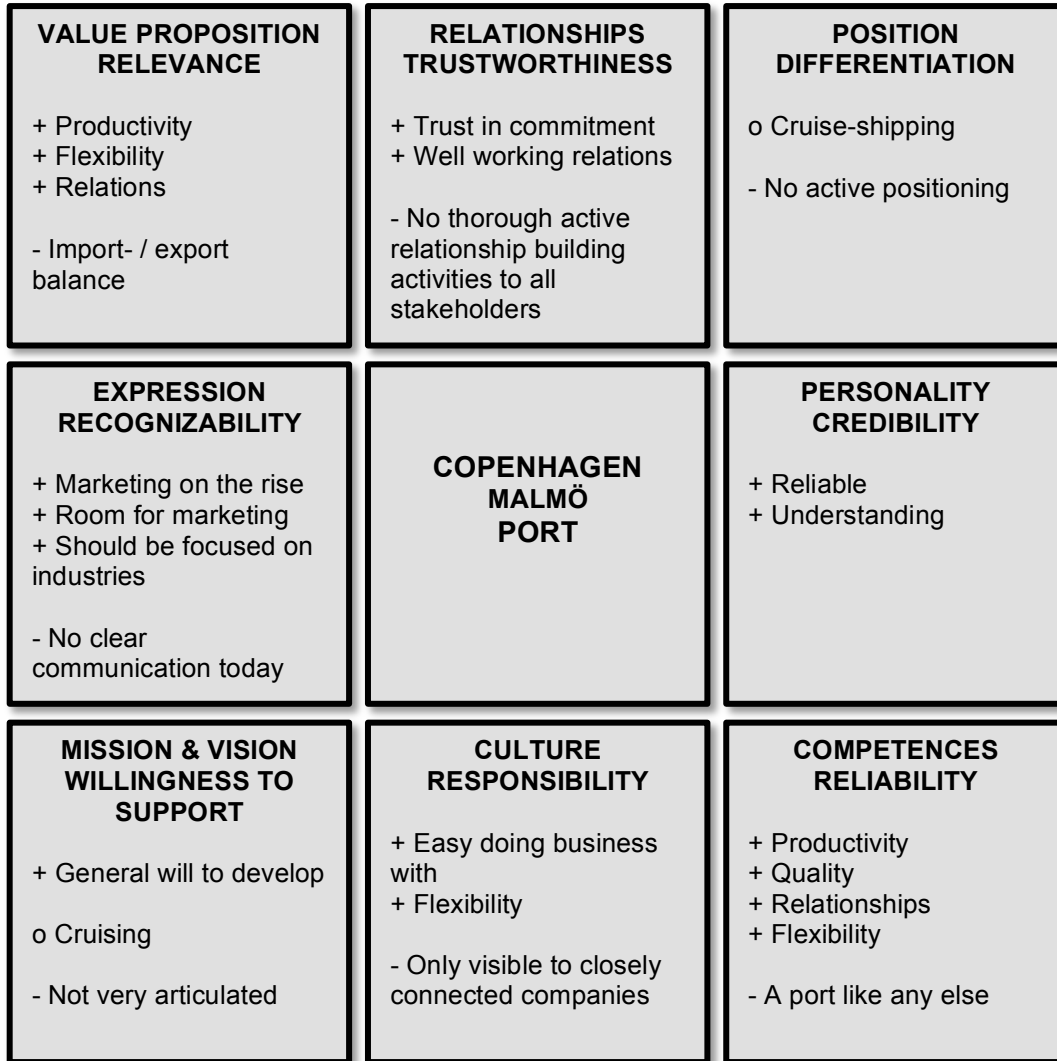 VALUE PROPOSITION
RELEVANCE
+ Productivity
+ Flexibility
+ Relations
- Import- / export
balance
RELATIONSHIPS
TRUSTWORTHINESS
+ Trust in commitment
+ Well working relations
- No thorough active
relationship building
activities to all
stakeholders
POSITION
DIFFERENTIATION
o Cruise-shipping
- No active positioning
EXPRESSION
RECOGNIZABILITY
+ Marketing on the rise
+ Room for marketing
+ Should be focused on
industries
- No clear
communication today
COPENHAGEN
MALMÖ
PORT
PERSONALITY
CREDIBILITY
+ Reliable
+ Understanding
MISSION & VISION
WILLINGNESS TO
SUPPORT
+ General will to develop
o Cruising
- Not very articulated
CULTURE
RESPONSIBILITY
+ Easy doing business
with
+ Flexibility
- Only visible to closely
connected companies
COMPETENCES
RELIABILITY
+ Productivity
+ Quality
+ Relationships
+ Flexibility
- A port like any else